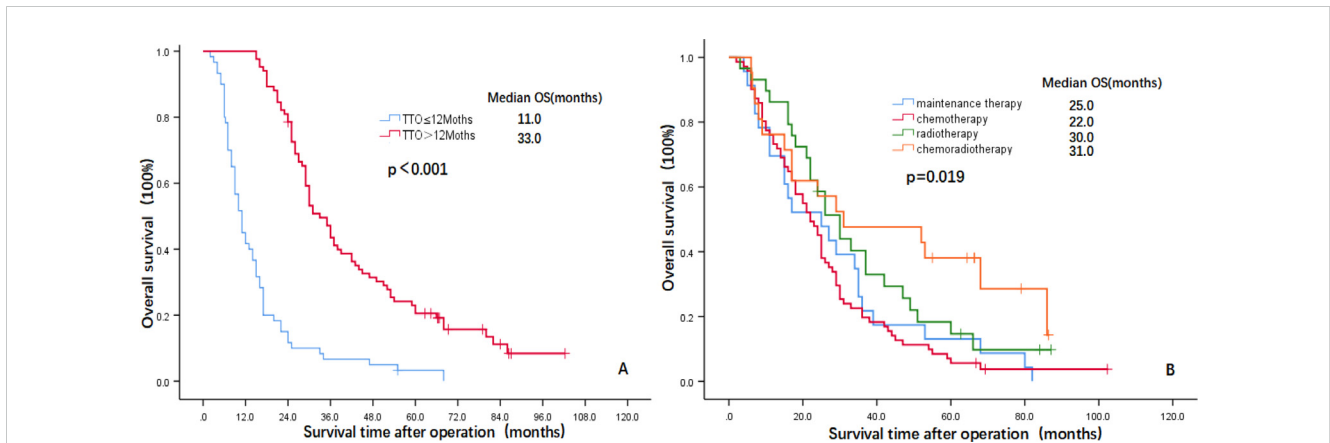 Median OS(months)
TTO≤12Moths 11.0
TTO＞12Moths 33.0
p＜0.001
Overall survival (100%)
1.0
0.8
0.6
0.4
0.2
0.0
.0 12.0 24.0 36.0 48.0 60.0 72.0 84.0 96.0 108.0 120.0
Survival time after operation (months)
A
Median OS(months)
maintenance therapy 25.0
chemotherapy 22.0
radiotherapy 30.0
chemoradiotherapy 31.0
p=0.019
Overall survival (100%)
1.0
0.8
0.6
0.4
0.2
0.0
.0 20.0 40.0 60.0 80.0 100.0 120.0
Survival time after operation (months)
B